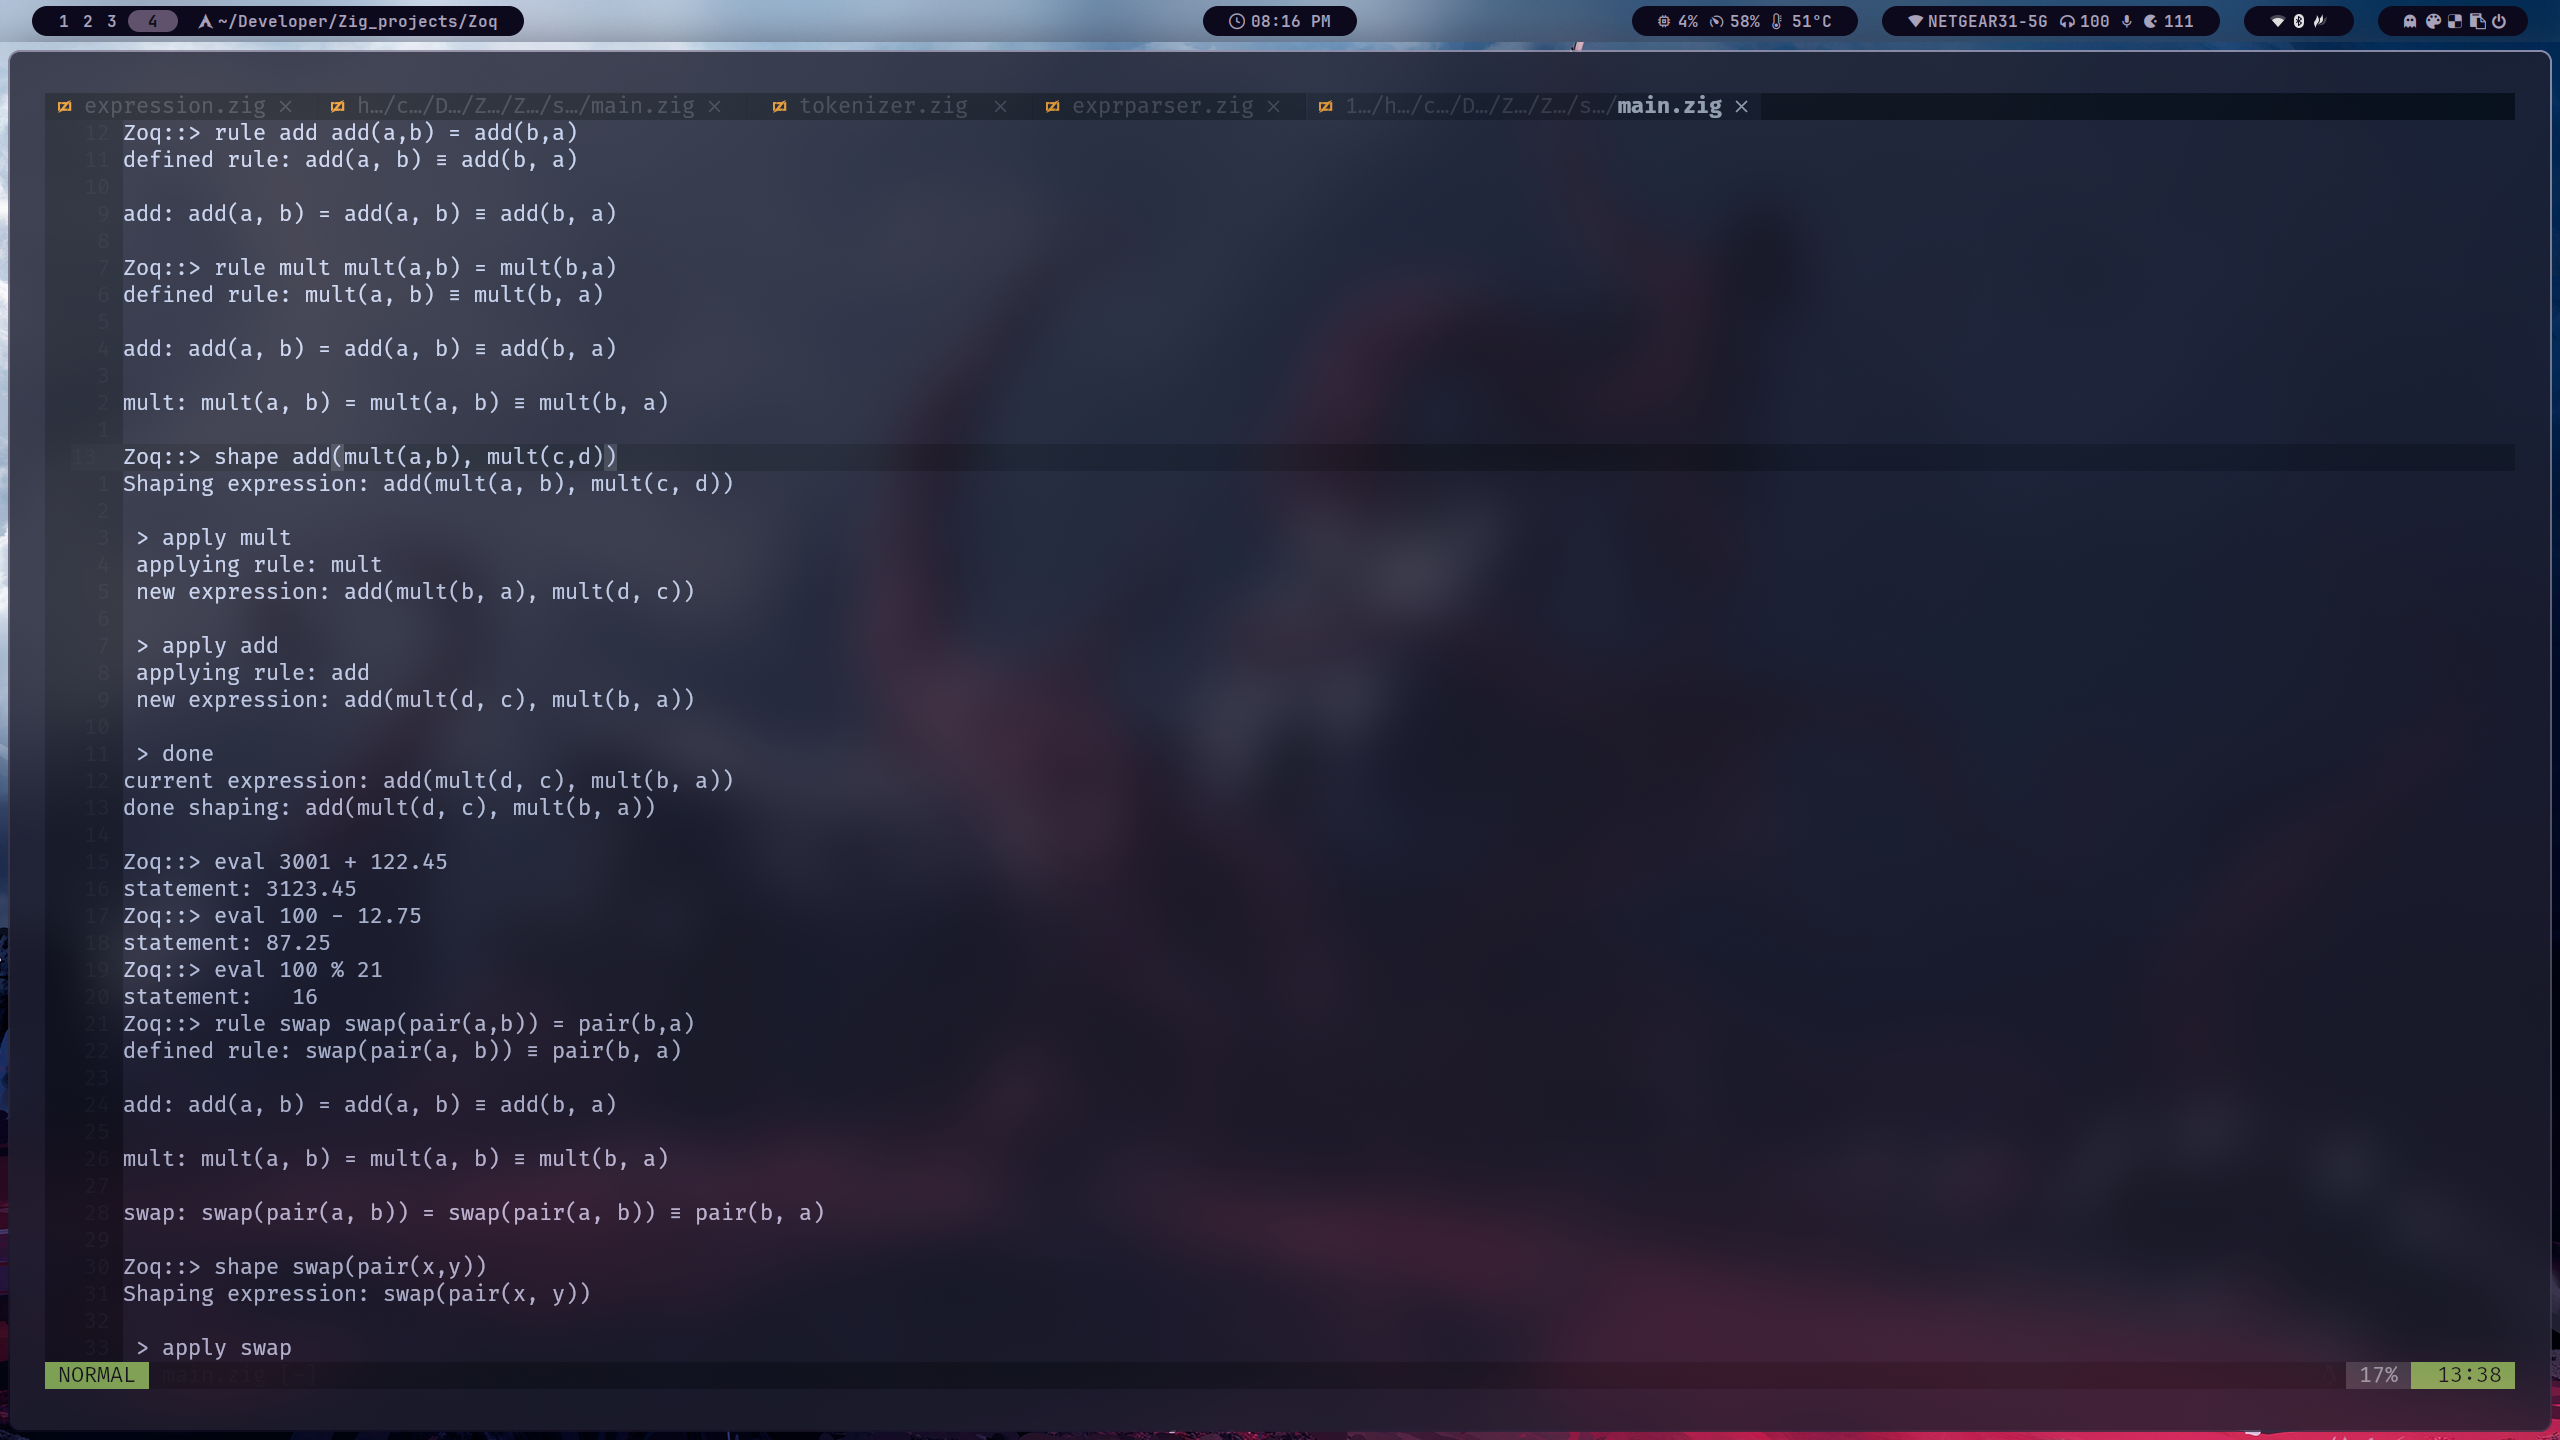 1 2 3 4 ~/Developer/Zig_projects/Zoq 08:16 PM 4% 58% 51°C NETGEAR31-5G 100 111
expression.zig × h…/c…/D…/Z…/Z…/s…/main.zig × tokenizer.zig × exprparser.zig × 1…/h…/c…/D…/Z…/Z…/s…/main.zig ×
12 Zoq::> rule add add(a,b) = add(b,a)
11 defined rule: add(a, b) ≡ add(b, a)
10
9 add: add(a, b) = add(a, b) ≡ add(b, a)
8
7 Zoq::> rule mult mult(a,b) = mult(b,a)
6 defined rule: mult(a, b) ≡ mult(b, a)
5
4 add: add(a, b) = add(a, b) ≡ add(b, a)
3
2 mult: mult(a, b) = mult(a, b) ≡ mult(b, a)
1
13 Zoq::> shape add(mult(a,b), mult(c,d))
1 Shaping expression: add(mult(a, b), mult(c, d))
2
3 > apply mult
4 applying rule: mult
5 new expression: add(mult(b, a), mult(d, c))
6
7 > apply add
8 applying rule: add
9 new expression: add(mult(d, c), mult(b, a))
10
11 > done
12 current expression: add(mult(d, c), mult(b, a))
13 done shaping: add(mult(d, c), mult(b, a))
14
15 Zoq::> eval 3001 + 122.45
16 statement: 3123.45
17 Zoq::> eval 100 - 12.75
18 statement: 87.25
19 Zoq::> eval 100 % 21
20 statement:   16
21 Zoq::> rule swap swap(pair(a,b)) = pair(b,a)
22 defined rule: swap(pair(a, b)) ≡ pair(b, a)
23
24 add: add(a, b) = add(a, b) ≡ add(b, a)
25
26 mult: mult(a, b) = mult(a, b) ≡ mult(b, a)
27
28 swap: swap(pair(a, b)) = swap(pair(a, b)) ≡ pair(b, a)
29
30 Zoq::> shape swap(pair(x,y))
31 Shaping expression: swap(pair(x, y))
32
33 > apply swap
NORMAL main.zig 17% 13:38